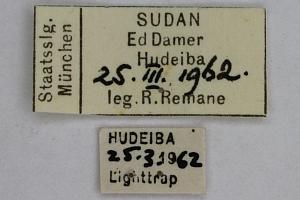 Staatsslg.
München
SUDAN
Ed Damer
Hudeiba
25. III. 1962.
leg. R. Remane
HUDEIBA
25·3 1962
Lighttrap